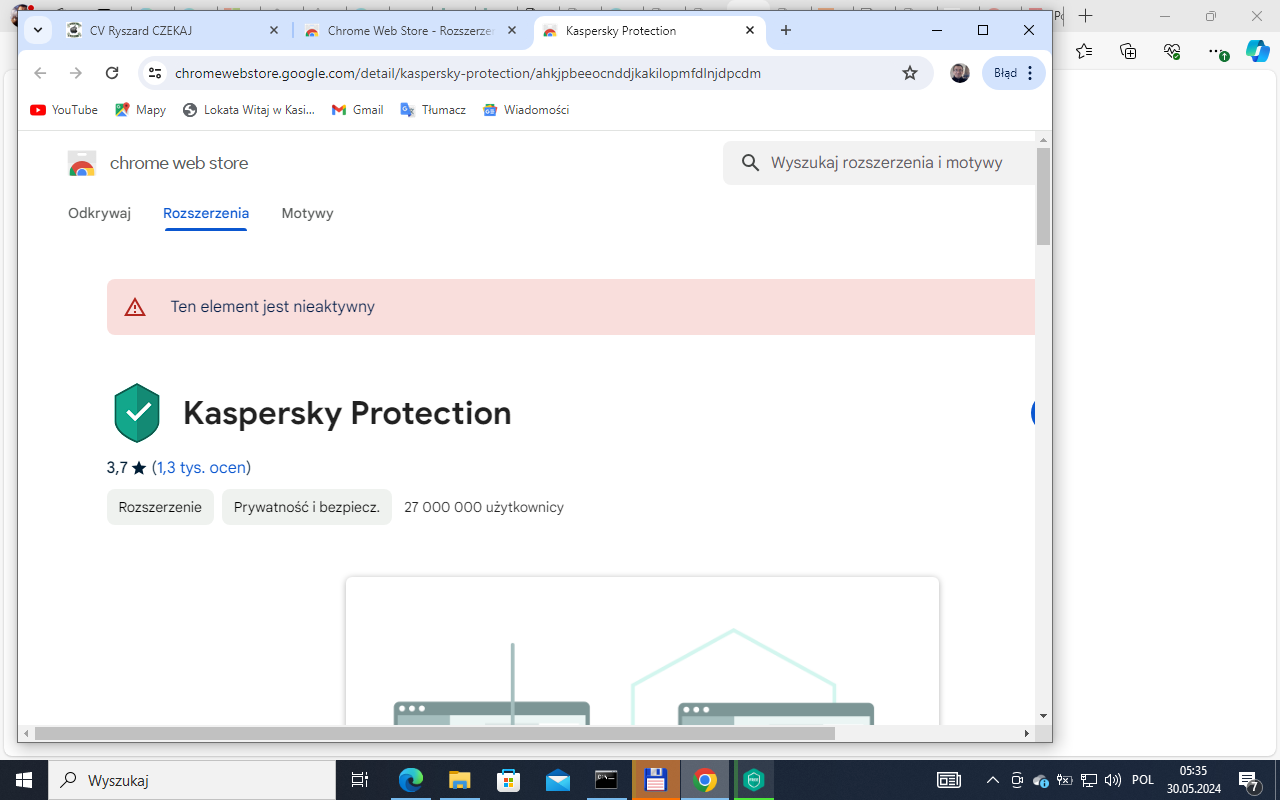 CV Ryszard CZEKAJ
Chrome Web Store - Rozszerze
Kaspersky Protection
chromewebstore.google.com/detail/kaspersky-protection/ahkjpbeeocnddjkakilopmfdlnjdpcdm
Błąd
YouTube
Mapy
Lokata Witaj w Kasi...
Gmail
Tłumacz
Wiadomości
chrome web store
Wyszukaj rozszerzenia i motywy
Odkrywaj
Rozszerzenia
Motywy
Ten element jest nieaktywny
Kaspersky Protection
3,7 ★ (1,3 tys. ocen)
Rozszerzenie
Prywatność i bezpiecz.
27 000 000 użytkownicy
Wyszukaj
POL
05:35
30.05.2024
7